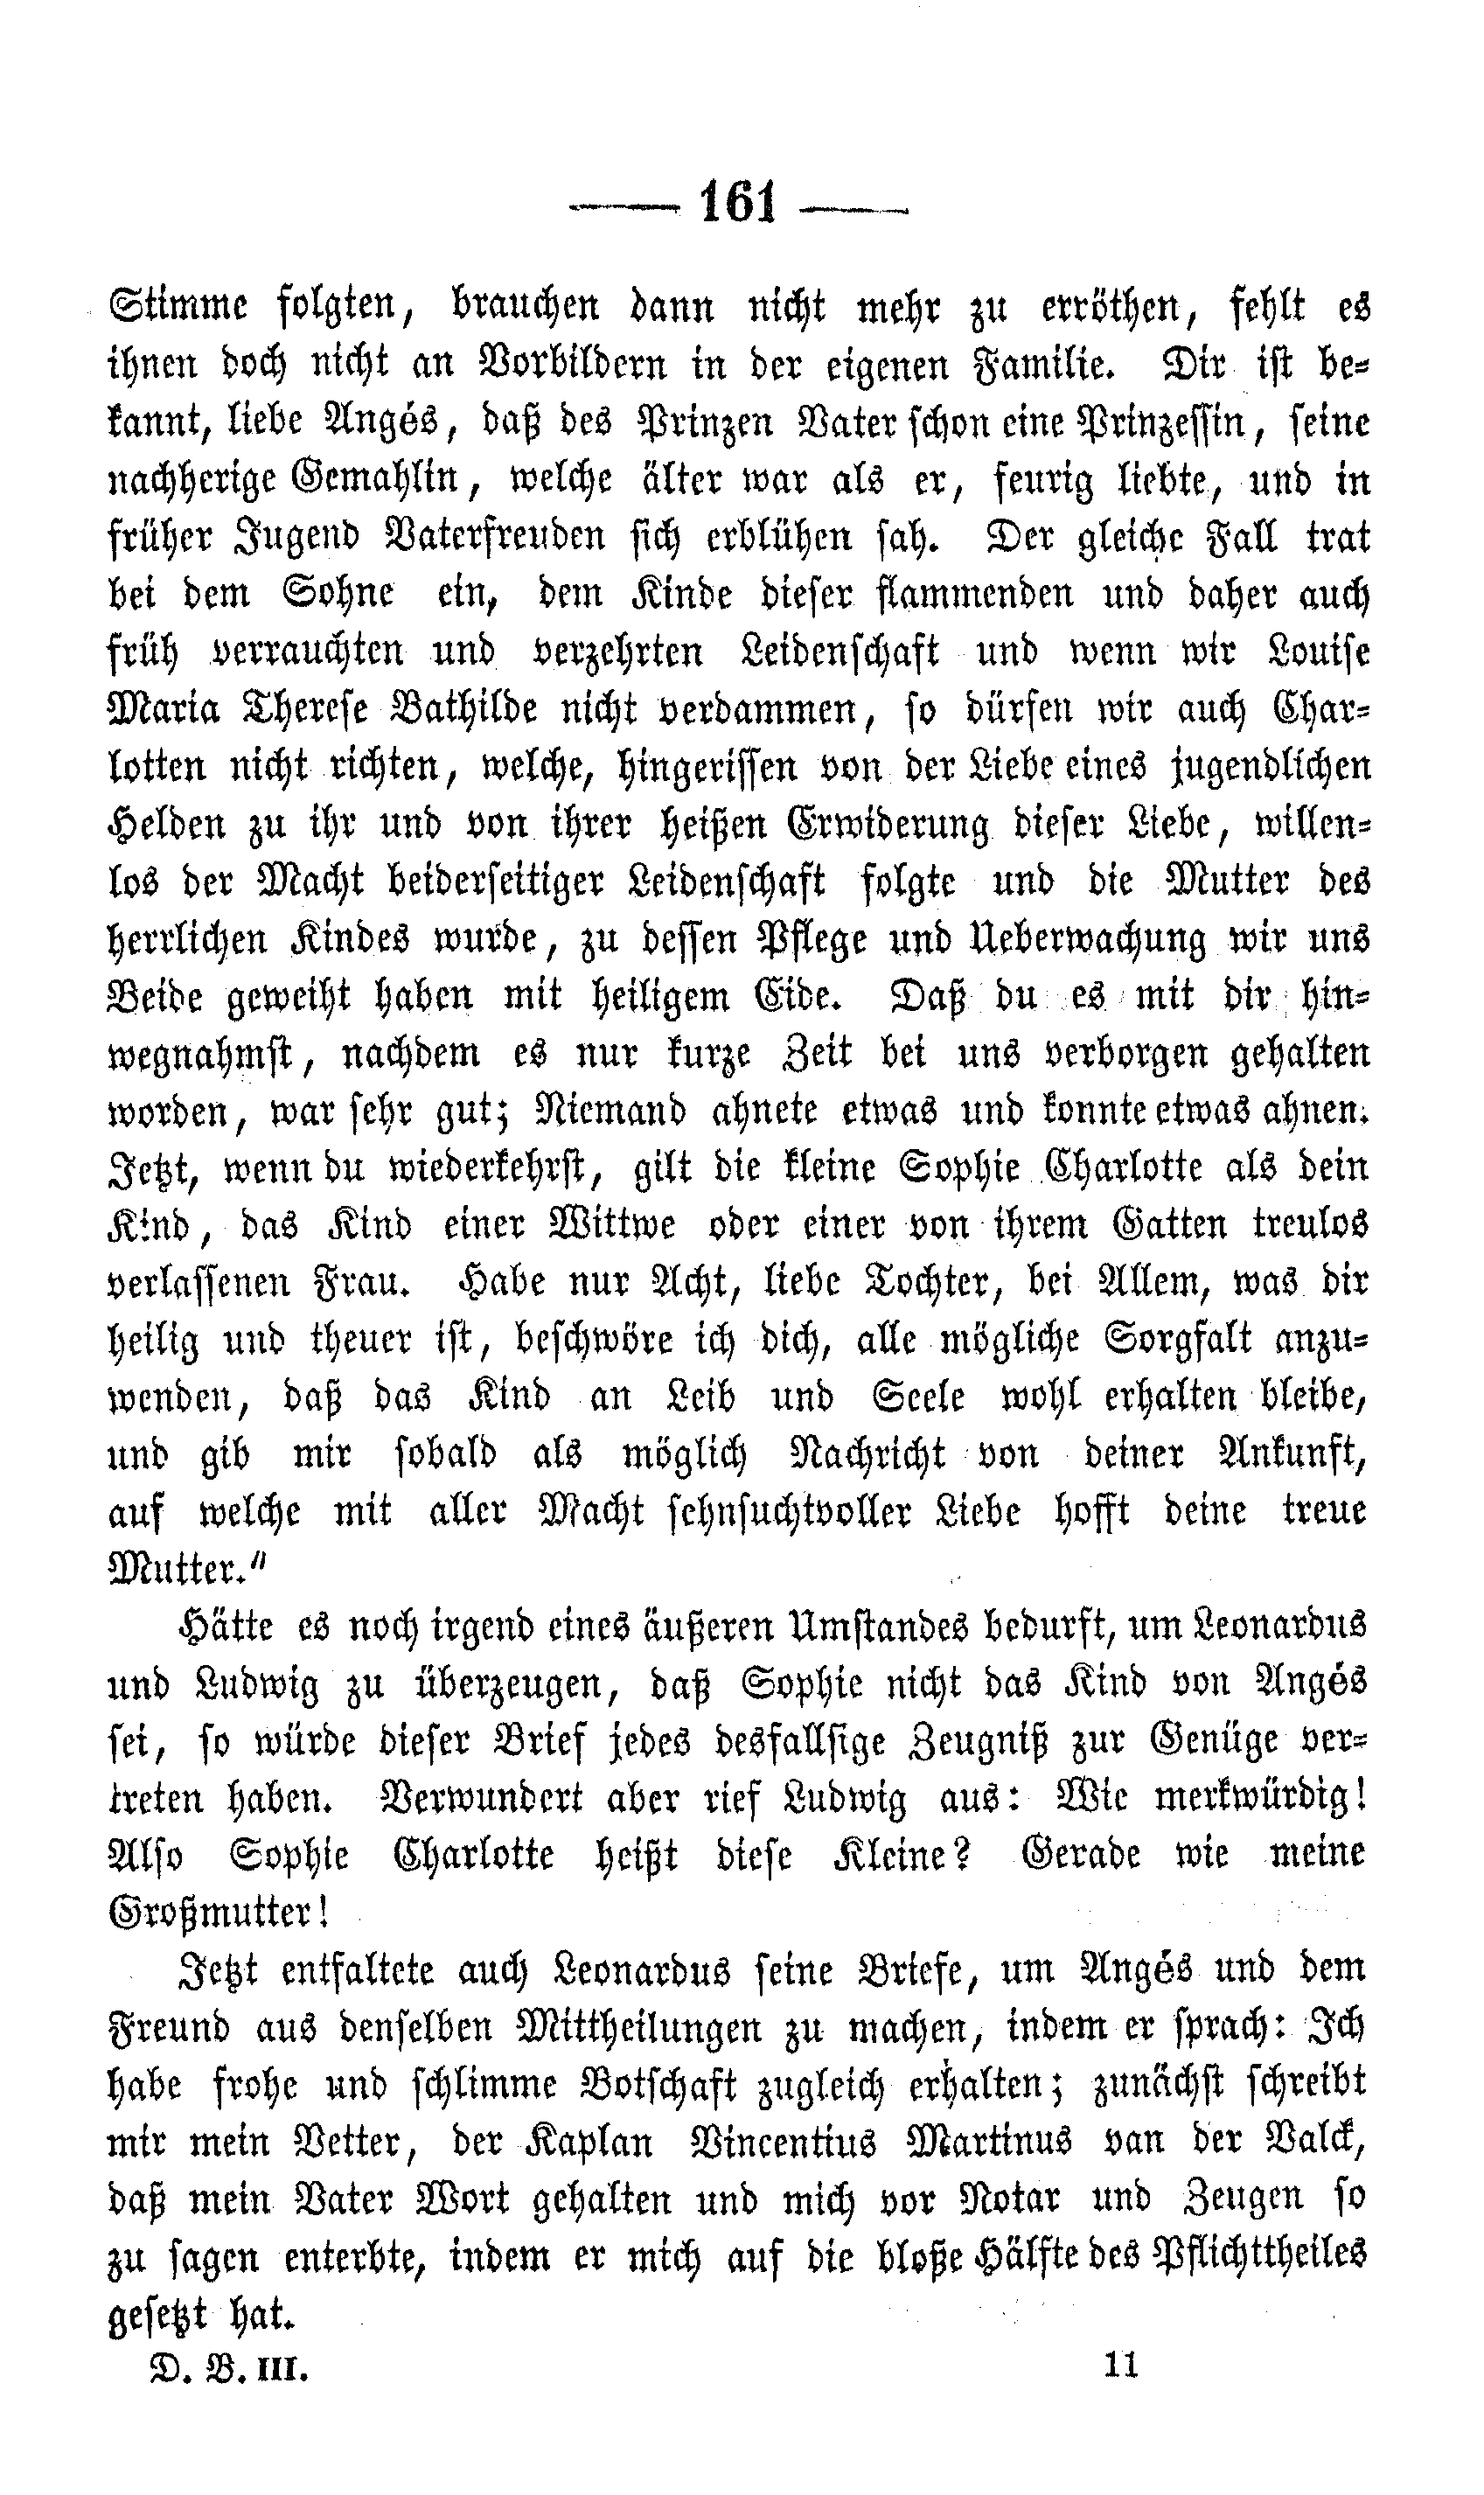 — 161 —
Stimme folgten, brauchen dann nicht mehr zu erröthen, fehlt es
ihnen doch nicht an Vorbildern in der eigenen Familie. Dir ist be-
kannt, liebe Angés, daß des Prinzen Vater schon eine Prinzessin, seine
nachherige Gemahlin, welche älter war als er, feurig liebte, und in
früher Jugend Vaterfreuden sich erblühen sah. Der gleiche Fall trat
bei dem Sohne ein, dem Kinde dieser flammenden und daher auch
früh verrauchten und verzehrten Leidenschaft und wenn wir Louise
Maria Therese Bathilde nicht verdammen, so dürfen wir auch Char-
lotten nicht richten, welche, hingerissen von der Liebe eines jugendlichen
Helden zu ihr und von ihrer heißen Erwiderung dieser Liebe, willen-
los der Macht beiderseitiger Leidenschaft folgte und die Mutter des
herrlichen Kindes wurde, zu dessen Pflege und Ueberwachung wir uns
Beide geweiht haben mit heiligem Eide. Daß du es mit dir hin-
wegnahmst, nachdem es nur kurze Zeit bei uns verborgen gehalten
worden, war sehr gut; Niemand ahnete etwas und konnte etwas ahnen.
Jetzt, wenn du wiederkehrst, gilt die kleine Sophie Charlotte als dein
Kind, das Kind einer Wittwe oder einer von ihrem Gatten treulos
verlassenen Frau. Habe nur Acht, liebe Tochter, bei Allem, was dir
heilig und theuer ist, beschwöre ich dich, alle mögliche Sorgfalt anzu-
wenden, daß das Kind an Leib und Seele wohl erhalten bleibe,
und gib mir sobald als möglich Nachricht von deiner Ankunft,
auf welche mit aller Macht sehnsuchtvoller Liebe hofft deine treue
Mutter.“
Hätte es noch irgend eines äußeren Umstandes bedurft, um Leonardus
und Ludwig zu überzeugen, daß Sophie nicht das Kind von Angés
sei, so würde dieser Brief jedes desfallsige Zeugniß zur Genüge ver-
treten haben. Verwundert aber rief Ludwig aus: Wie merkwürdig!
Also Sophie Charlotte heißt diese Kleine? Gerade wie meine
Großmutter!
Jetzt entfaltete auch Leonardus seine Briefe, um Angés und dem
Freund aus denselben Mittheilungen zu machen, indem er sprach: Ich
habe frohe und schlimme Botschaft zugleich erhalten; zunächst schreibt
mir mein Vetter, der Kaplan Vincentius Martinus van der Valck,
daß mein Vater Wort gehalten und mich vor Notar und Zeugen so
zu sagen enterbte, indem er mich auf die bloße Hälfte des Pflichttheiles
gesetzt hat.
D. B. III. 11